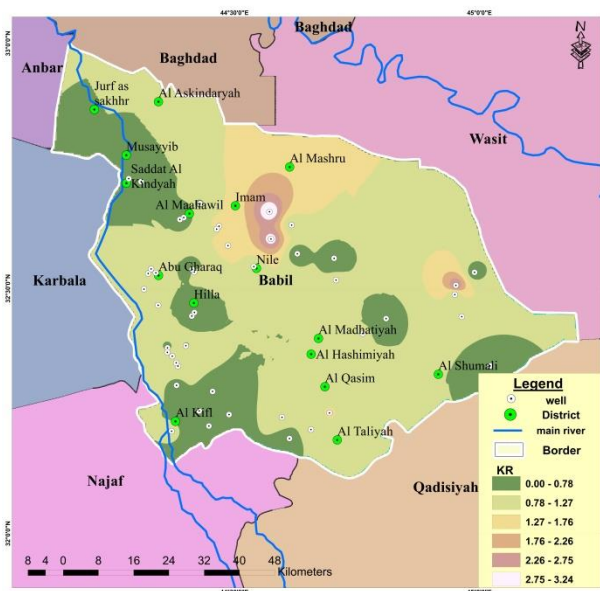 44°30'0"E
45°0'0"E
33°0'0"N
Baghdad
Baghdad
N
Anbar
Jurf as
sakhhr
Al Askindaryah
Wasit
Musayyib
Saddat Al
Kindyah
Al Mashru
Al Maahawil
Imam
Karbala
Abu Gharaq
Nile
Babil
32°30'0"N
Hilla
Al Madhatiyah
Al Hashimiyah
Al Qasim
Al Shumali
Al Kifl
Al Taliyah
Najaf
Qadisiyah
32°0'0"N
Legend
well
District
main river
Border
KR
0.00 - 0.78
0.78 - 1.27
1.27 - 1.76
1.76 - 2.26
2.26 - 2.75
2.75 - 3.24
8 4 0 8 16 24 32 40 48
Kilometers